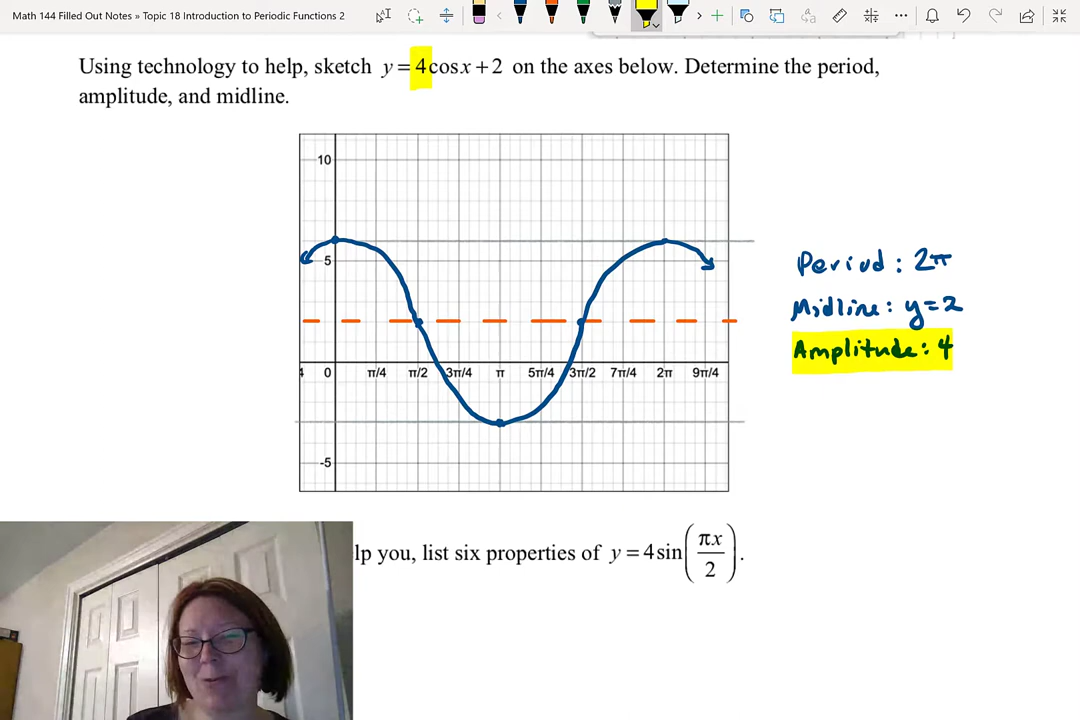 Math 144 Filled Out Notes » Topic 18 Introduction to Periodic Functions 2
Using technology to help, sketch y = 4cosx + 2 on the axes below. Determine the period,
amplitude, and midline.
10
5
0 π/4 π/2 3π/4 π 5π/4 3π/2 7π/4 2π 9π/4
-5
Period: 2π
Midline: y=2
Amplitude: 4
lp you, list six properties of y = 4 sin(πx/2).